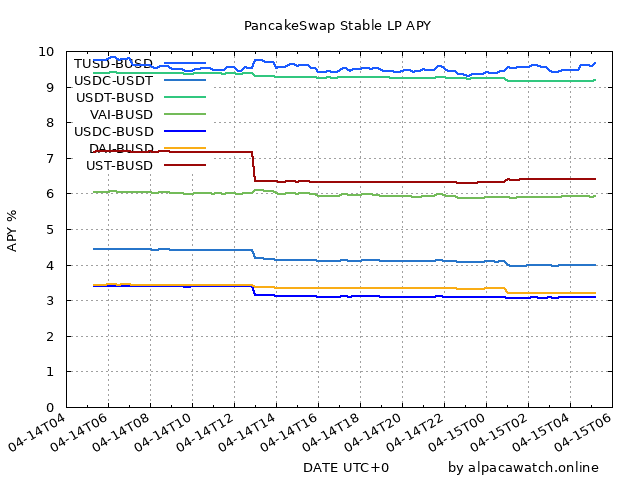 PancakeSwap Stable LP APY
10
9
8
7
6
5
4
3
2
1
0
APY %
TUSD-BUSD
USDC-USDT
USDT-BUSD
VAI-BUSD
USDC-BUSD
DAI-BUSD
UST-BUSD
04-14T04
04-14T06
04-14T08
04-14T10
04-14T12
04-14T14
04-14T16
04-14T18
04-14T20
04-14T22
04-15T00
04-15T02
04-15T04
04-15T06
DATE UTC+0
by alpacawatch.online